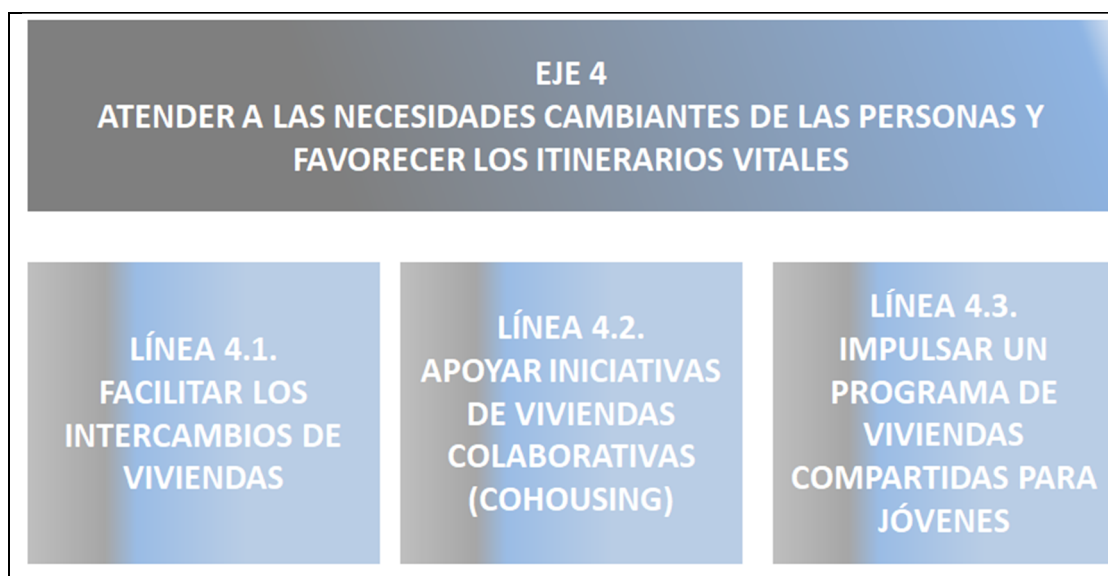 EJE 4
ATENDER A LAS NECESIDADES CAMBIANTES DE LAS PERSONAS Y
FAVORECER LOS ITINERARIOS VITALES
LÍNEA 4.1.
FACILITAR LOS
INTERCAMBIOS DE
VIVIENDAS
LÍNEA 4.2.
APOYAR INICIATIVAS
DE VIVIENDAS
COLABORATIVAS
(COHOUSING)
LÍNEA 4.3.
IMPULSAR UN
PROGRAMA DE
VIVIENDAS
COMPARTIDAS PARA
JÓVENES